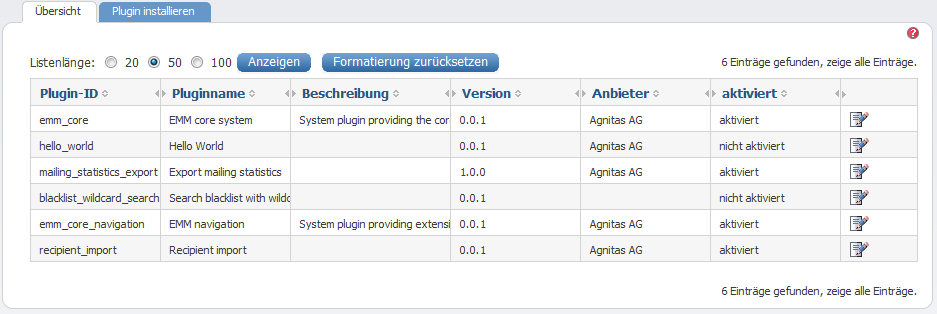 Übersicht Plugin installieren
Listenlänge: 20 50 100 Anzeigen Formatierung zurücksetzen 6 Einträge gefunden, zeige alle Einträge.
Plugin-ID Pluginname Beschreibung Version Anbieter aktiviert
emm_core EMM core system System plugin providing the cor 0.0.1 Agnitas AG aktiviert
hello_world Hello World 0.0.1 Agnitas AG nicht aktiviert
mailing_statistics_export Export mailing statistics 1.0.0 Agnitas AG aktiviert
blacklist_wildcard_search Search blacklist with wildc 0.0.1 nicht aktiviert
emm_core_navigation EMM navigation System plugin providing extensi 0.0.1 Agnitas AG aktiviert
recipient_import Recipient import 0.0.1 Agnitas AG aktiviert
6 Einträge gefunden, zeige alle Einträge.